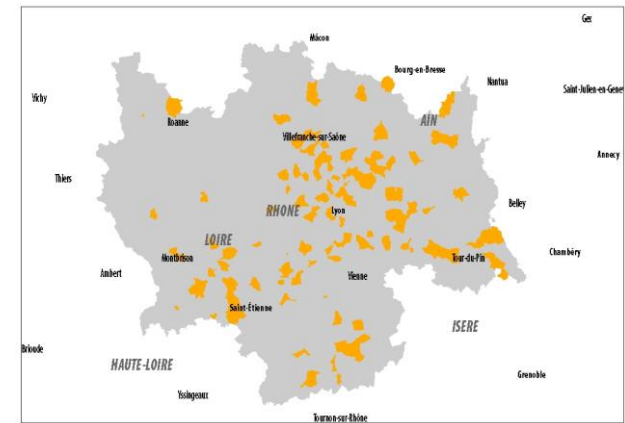 Gex
Mâcon
Bourg-en-Bresse
Nantua
Saint-Julien-en-Genev
Vichy
Roanne
AIN
Villefranche-sur-Saône
Annecy
Thiers
Belley
RHONE
Lyon
LOIRE
Chambéry
Montbrison
Tour-du-Pin
Ambert
Vienne
Saint-Étienne
ISERE
Brioude
HAUTE-LOIRE
Grenoble
Yssingeaux
Tournon-sur-Rhône